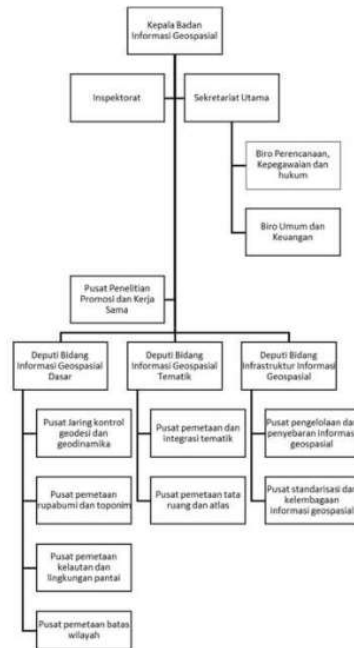 Kepala Badan
Informasi Geospasial
Inspektorat
Sekretariat Utama
Biro Perencanaan,
Kepegawaian dan
hukum
Biro Umum dan
Keuangan
Pusat Penelitian
Promosi dan Kerja
Sama
Deputi Bidang
Informasi Geospasial
Dasar
Deputi Bidang
Informasi Geospasial
Tematik
Deputi Bidang
Infrastruktur Informasi
Geospasial
Pusat Jaring kontrol
geodesi dan
geodinamika
Pusat pemetaan
rupabumi dan toponim
Pusat pemetaan
kelautan dan
lingkungan pantai
Pusat pemetaan batas
wilayah
Pusat pemetaan dan
integrasi tematik
Pusat pemetaan tata
ruang dan atlas
Pusat pengelolaan dan
penyebaran informasi
geospasial
Pusat standarisasi dan
kelembagaan
informasi geospasial